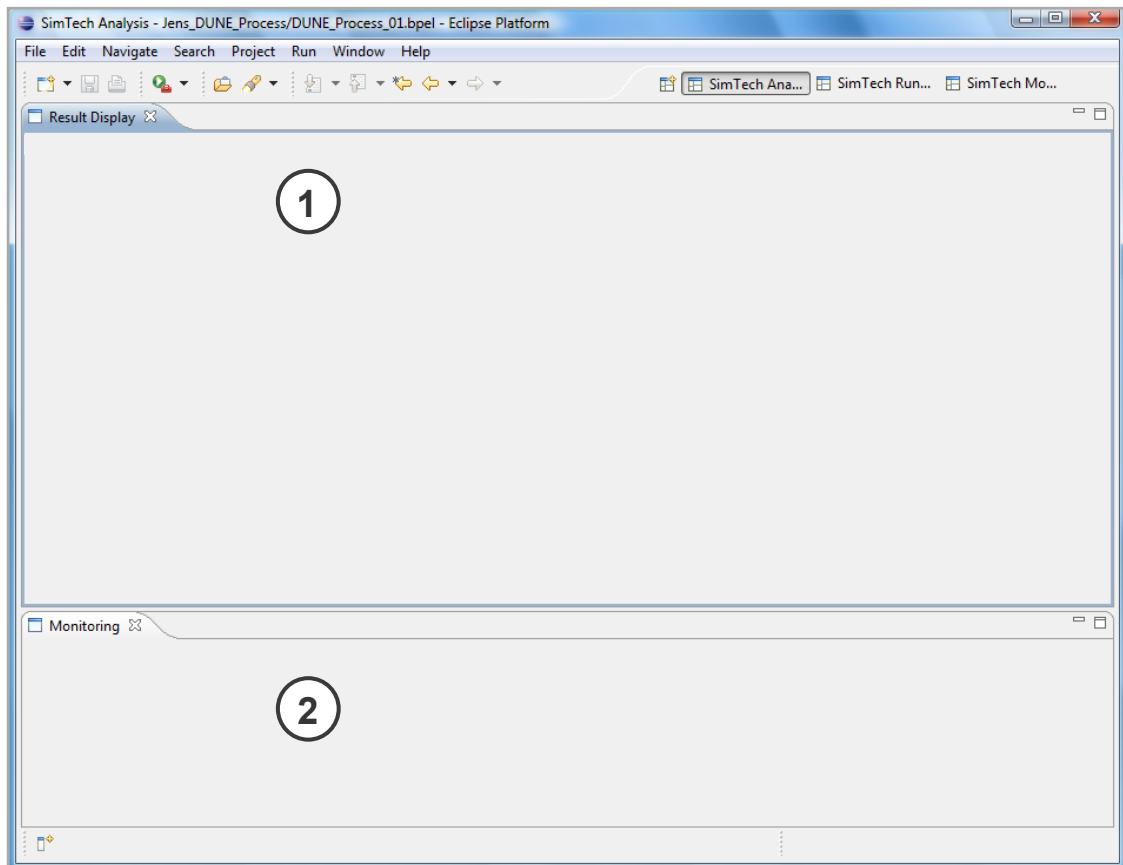 SimTech Analysis - Jens_DUNE_Process/DUNE_Process_01.bpel - Eclipse Platform
File Edit Navigate Search Project Run Window Help
SimTech Ana... SimTech Run... SimTech Mo...
Result Display
1
Monitoring
2